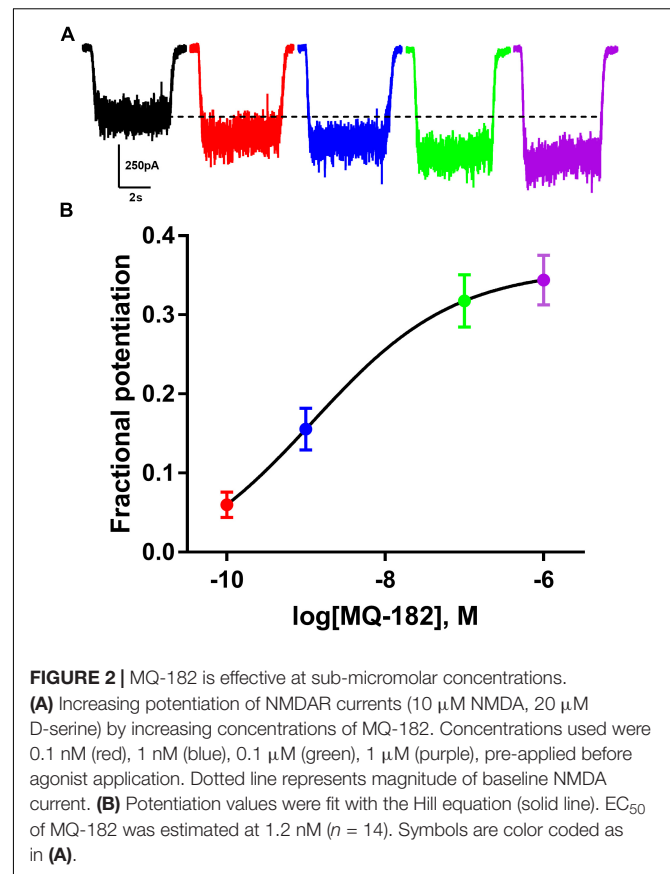 A
250pA
2s
B
0.4
0.3
0.2
0.1
0.0
Fractional potentiation
-10
-8
-6
log[MQ-182], M
FIGURE 2 | MQ-182 is effective at sub-micromolar concentrations.
(A) Increasing potentiation of NMDAR currents (10 μM NMDA, 20 μM
D-serine) by increasing concentrations of MQ-182. Concentrations used were
0.1 nM (red), 1 nM (blue), 0.1 μM (green), 1 μM (purple), pre-applied before
agonist application. Dotted line represents magnitude of baseline NMDA
current. (B) Potentiation values were fit with the Hill equation (solid line). EC50
of MQ-182 was estimated at 1.2 nM (n = 14). Symbols are color coded as
in (A).